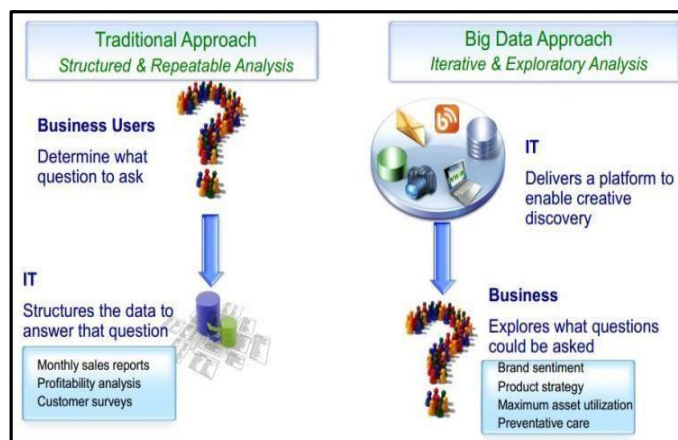 Traditional Approach
Structured & Repeatable Analysis
Business Users
Determine what
question to ask
IT
Structures the data to
answer that question
Monthly sales reports
Profitability analysis
Customer surveys
Big Data Approach
Iterative & Exploratory Analysis
IT
Delivers a platform to
enable creative
discovery
Business
Explores what questions
could be asked
Brand sentiment
Product strategy
Maximum asset utilization
Preventative care